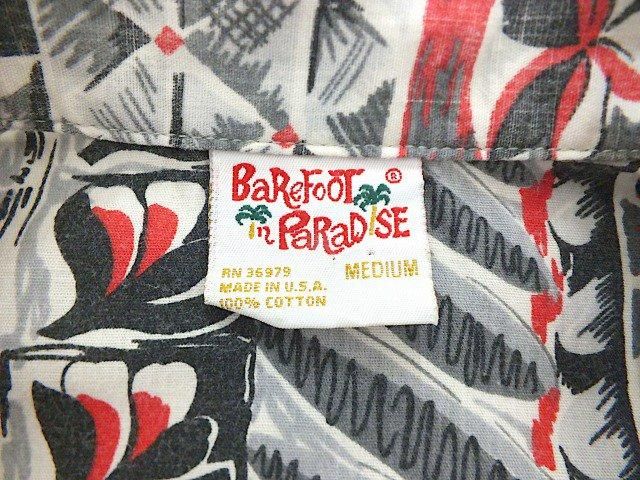 BaReFooT ®
in PaRaDiSE
RN 36979 MEDIUM
MADE IN U.S.A.
100% COTTON